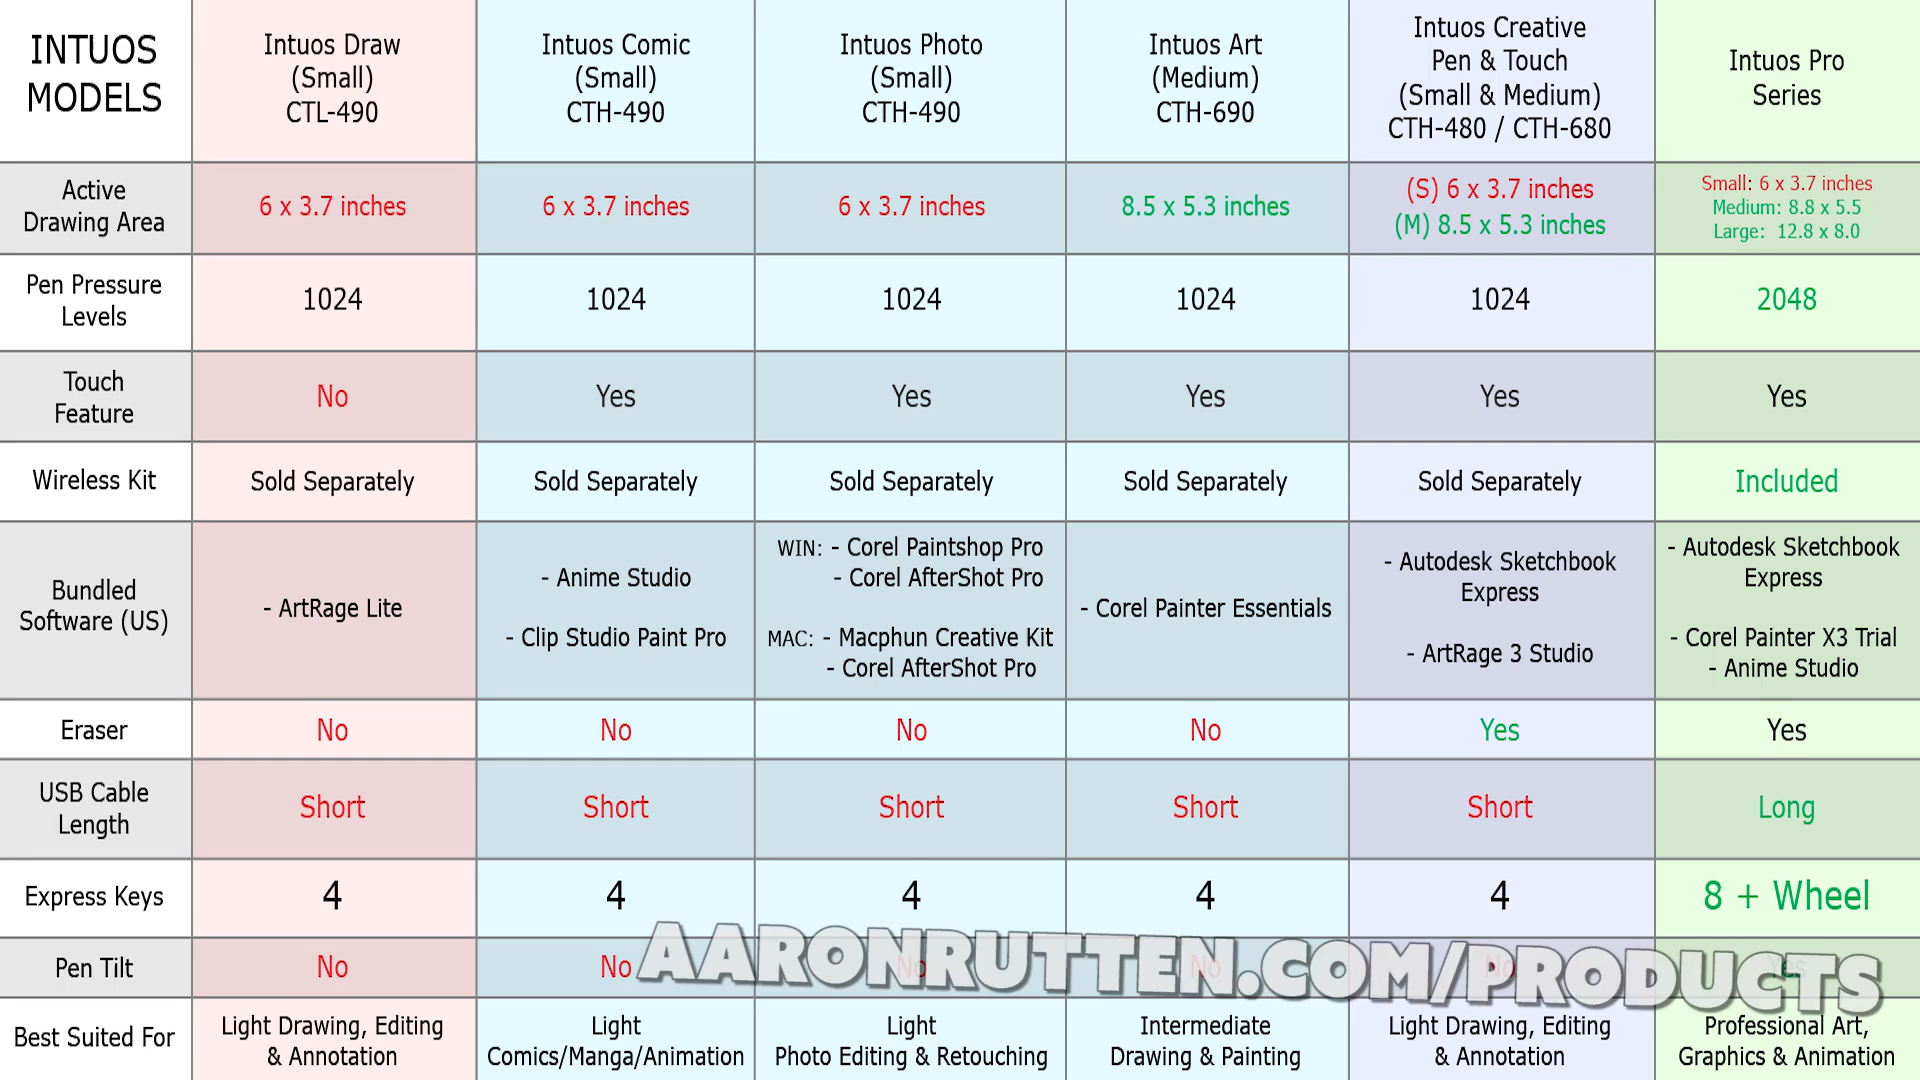 INTUOS
MODELS
Intuos Draw
(Small)
CTL-490
Intuos Comic
(Small)
CTH-490
Intuos Photo
(Small)
CTH-490
Intuos Art
(Medium)
CTH-690
Intuos Creative
Pen & Touch
(Small & Medium)
CTH-480 / CTH-680
Intuos Pro
Series
Active
Drawing Area
6 x 3.7 inches
6 x 3.7 inches
6 x 3.7 inches
8.5 x 5.3 inches
(S) 6 x 3.7 inches
(M) 8.5 x 5.3 inches
Small: 6 x 3.7 inches
Medium: 8.8 x 5.5
Large: 12.8 x 8.0
Pen Pressure
Levels
1024
1024
1024
1024
1024
2048
Touch
Feature
No
Yes
Yes
Yes
Yes
Yes
Wireless Kit
Sold Separately
Sold Separately
Sold Separately
Sold Separately
Sold Separately
Included
Bundled
Software (US)
- ArtRage Lite
- Anime Studio
- Clip Studio Paint Pro
WIN: - Corel Paintshop Pro
- Corel AfterShot Pro
MAC: - Macphun Creative Kit
- Corel AfterShot Pro
- Corel Painter Essentials
- Autodesk Sketchbook
Express
- ArtRage 3 Studio
- Autodesk Sketchbook
Express
- Corel Painter X3 Trial
- Anime Studio
Eraser
No
No
No
No
Yes
Yes
USB Cable
Length
Short
Short
Short
Short
Short
Long
Express Keys
4
4
4
4
4
8 + Wheel
Pen Tilt
No
No
No
No
No
Yes
AARONRUTTEN.COM/PRODUCTS
Best Suited For
Light Drawing, Editing
& Annotation
Light
Comics/Manga/Animation
Light
Photo Editing & Retouching
Intermediate
Drawing & Painting
Light Drawing, Editing
& Annotation
Professional Art,
Graphics & Animation